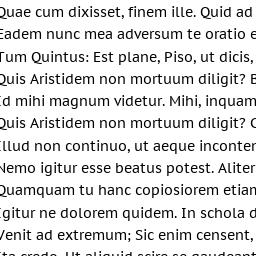 Quae cum dixisset, finem ille. Quid ad
Eadem nunc mea adversum te oratio e
Tum Quintus: Est plane, Piso, ut dicis,
Quis Aristidem non mortuum diligit? E
Id mihi magnum videtur. Mihi, inquam
Quis Aristidem non mortuum diligit?
Illud non continuo, ut aeque inconten
Nemo igitur esse beatus potest. Aliter
Quamquam tu hanc copiosiorem etiam
Igitur ne dolorem quidem. In schola d
Venit ad extremum; Sic enim censent,